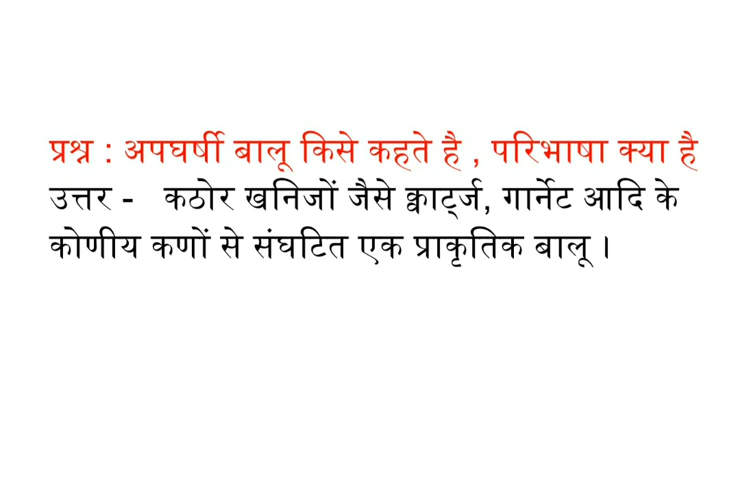 प्रश्न : अपघर्षी बालू किसे कहते है , परिभाषा क्या है
उत्तर - कठोर खनिजों जैसे क्वार्ट्ज, गार्नेट आदि के
कोणीय कणों से संघटित एक प्राकृतिक बालू ।